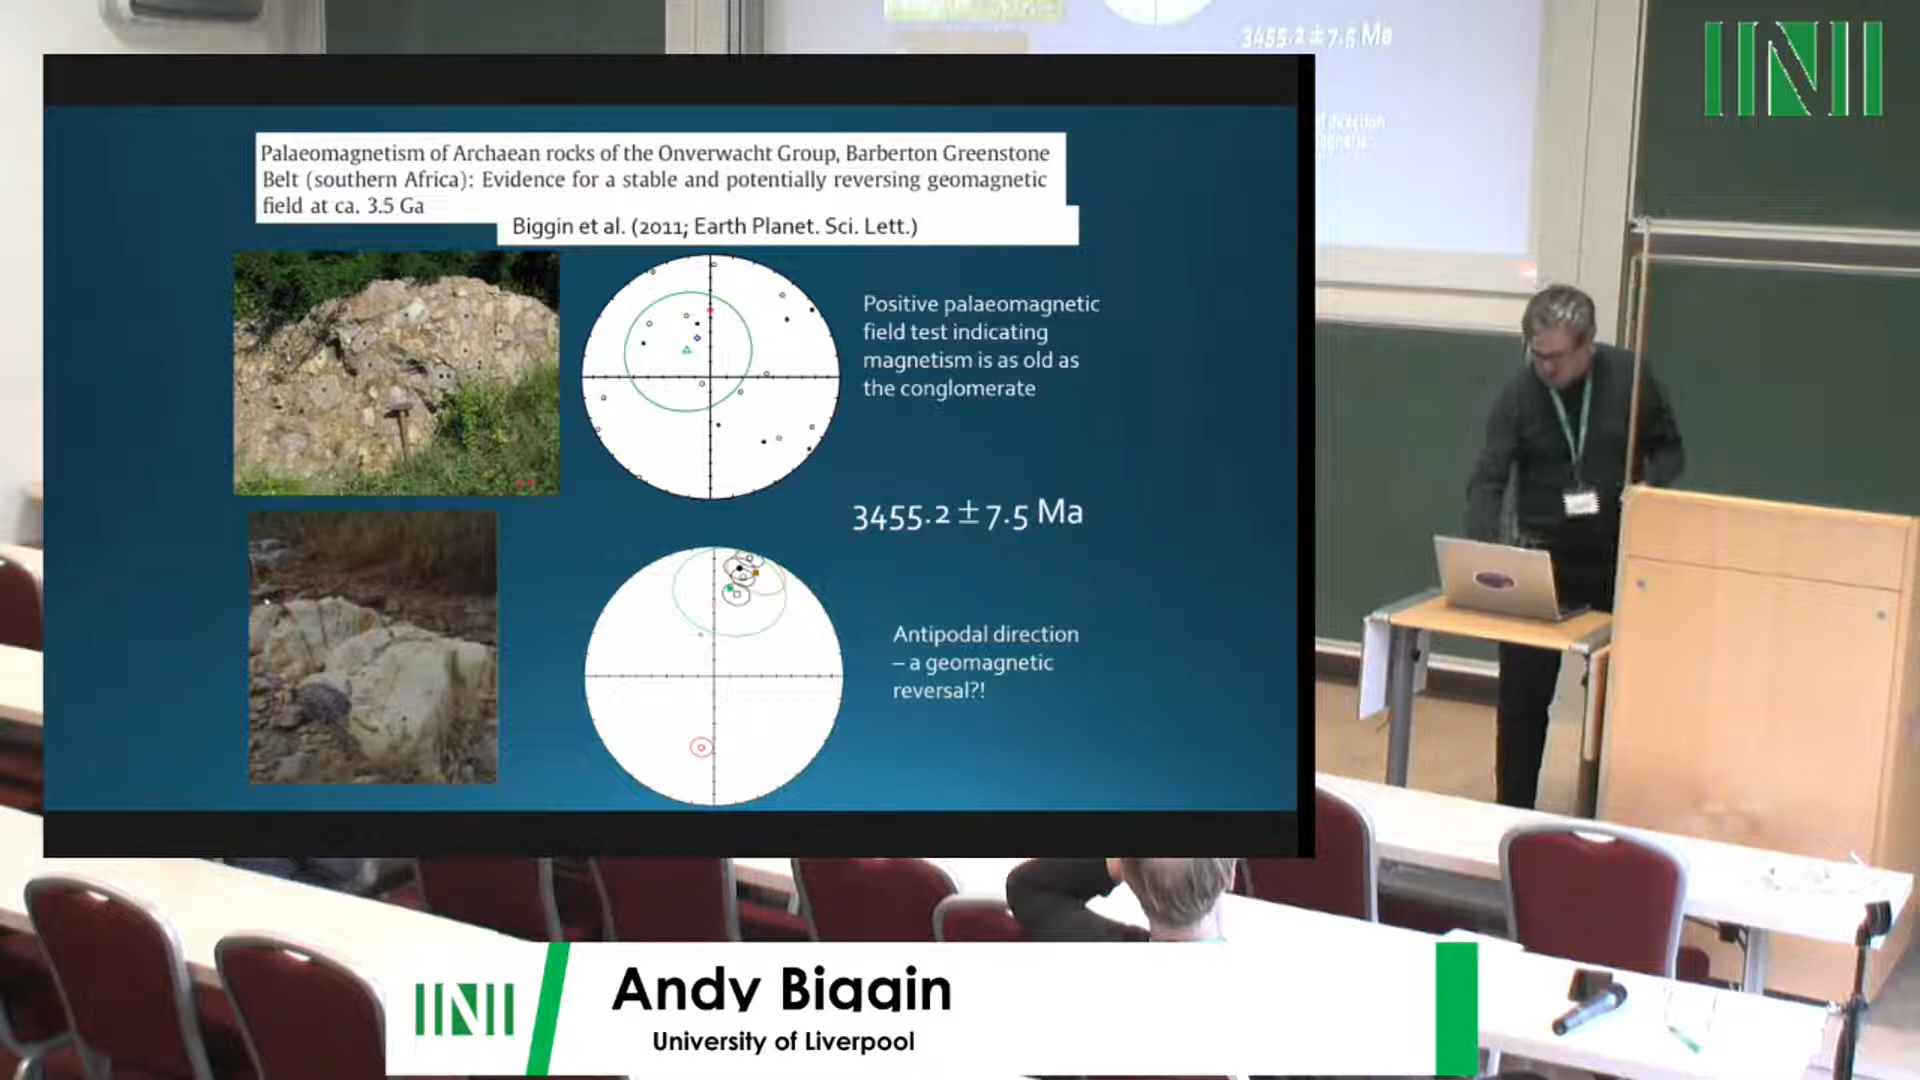 3455.2 ± 7.5 Ma
INI
Palaeomagnetism of Archaean rocks of the Onverwacht Group, Barberton Greenstone
Belt (southern Africa): Evidence for a stable and potentially reversing geomagnetic
field at ca. 3.5 Ga
Biggin et al. (2011; Earth Planet. Sci. Lett.)
direction
Positive palaeomagnetic
field test indicating
magnetism is as old as
the conglomerate
3455.2 ± 7.5 Ma
Antipodal direction
– a geomagnetic
reversal?!
INI
Andy Biggin
University of Liverpool